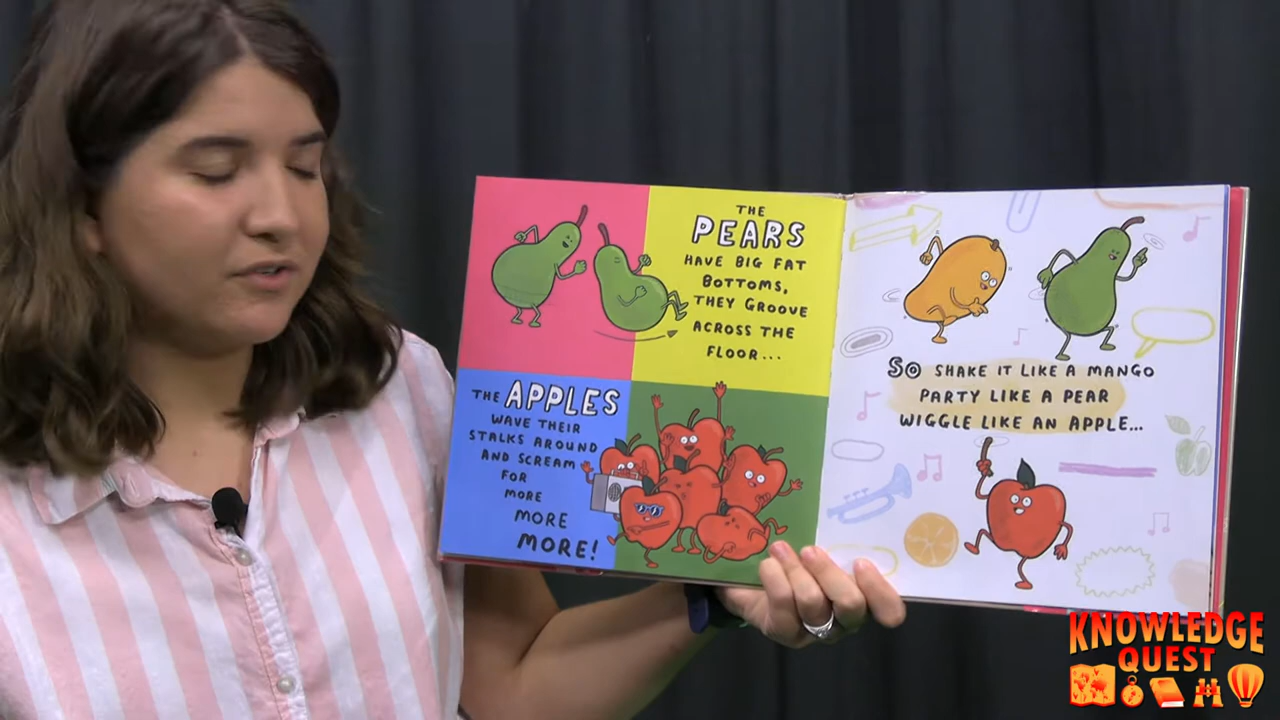 THE
PEARS
HAVE BIG FAT
BOTTOMS,
THEY GROOVE
ACROSS THE
FLOOR...
THE APPLES
WAVE THEIR
STALKS AROUND
AND SCREAM
FOR
MORE
MORE
MORE!
SO SHAKE IT LIKE A MANGO
PARTY LIKE A PEAR
WIGGLE LIKE AN APPLE...
KNOWLEDGE
QUEST